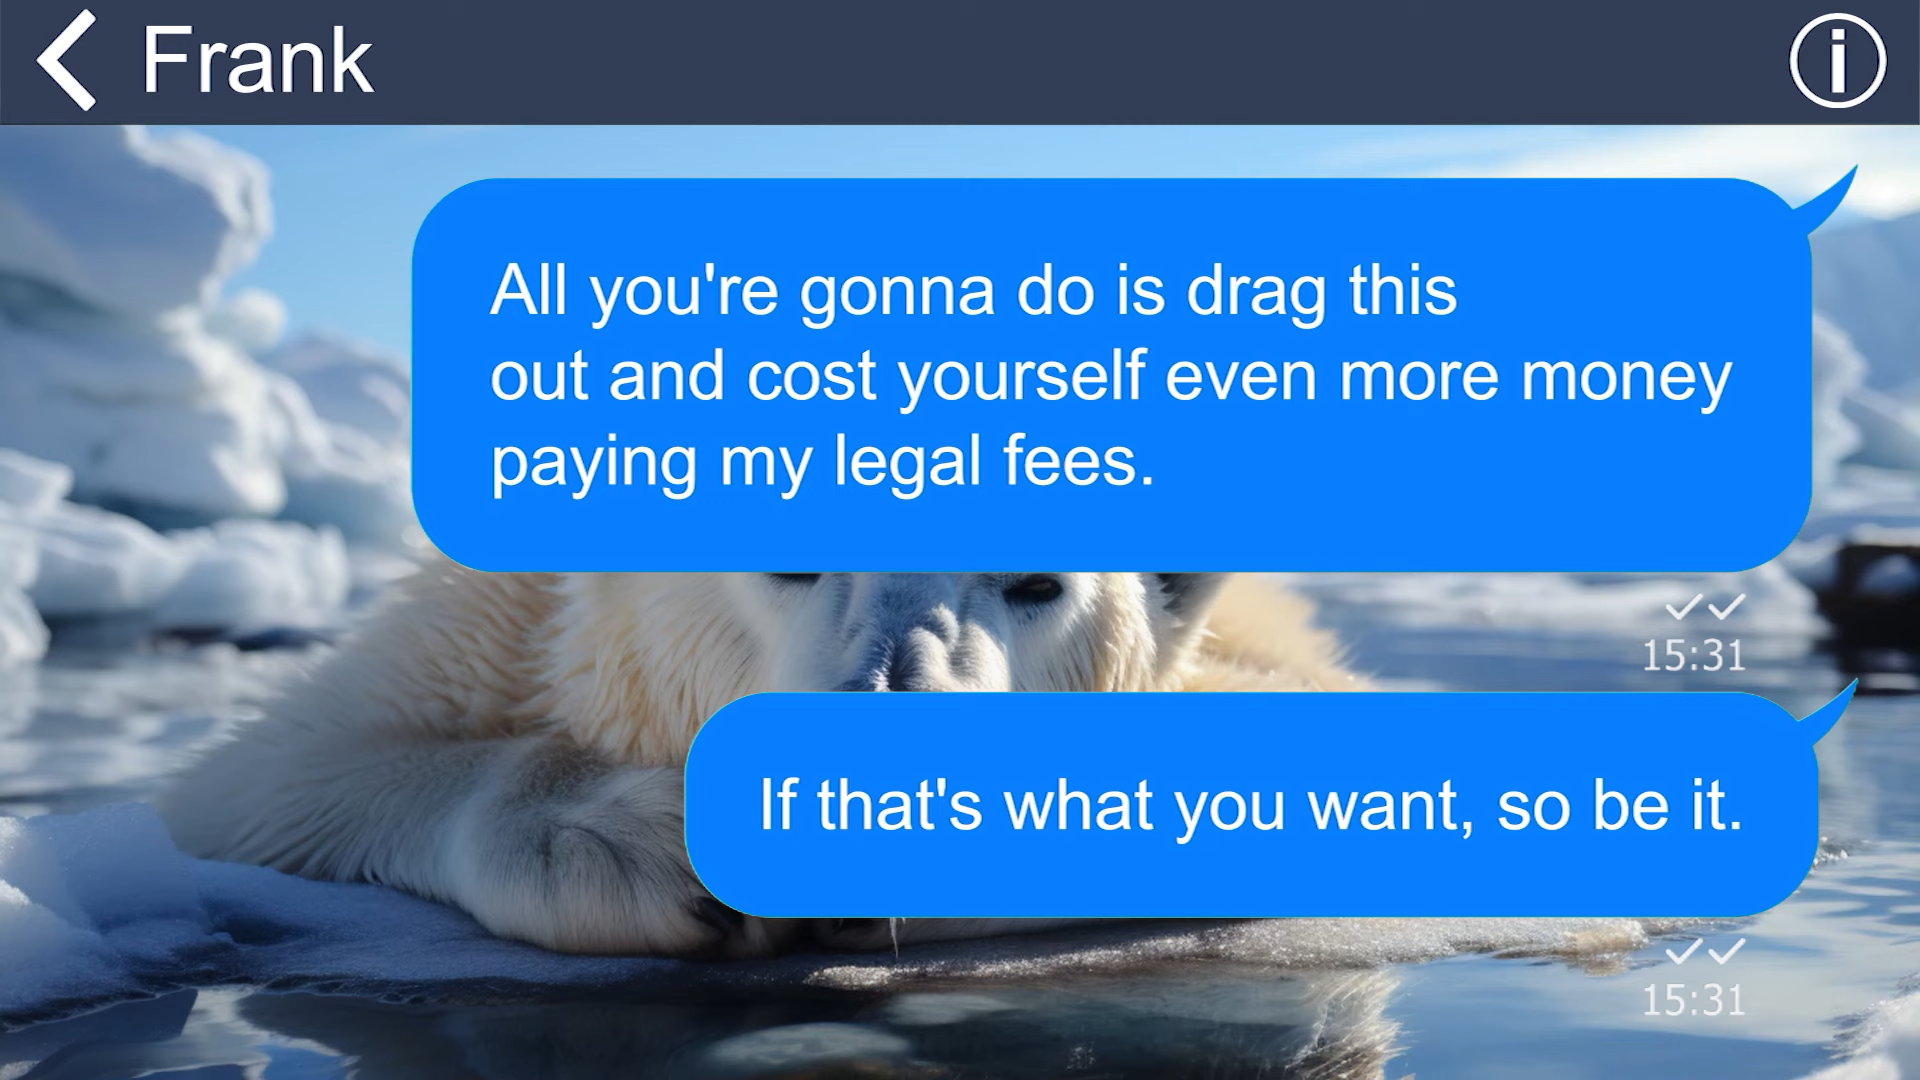 Frank
All you're gonna do is drag this
out and cost yourself even more money
paying my legal fees.
15:31
If that's what you want, so be it.
15:31